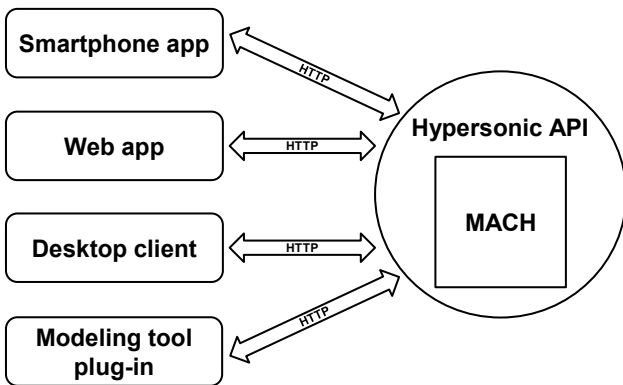 Smartphone app
HTTP
Web app
HTTP
Desktop client
HTTP
Modeling tool
plug-in
HTTP
Hypersonic API
MACH